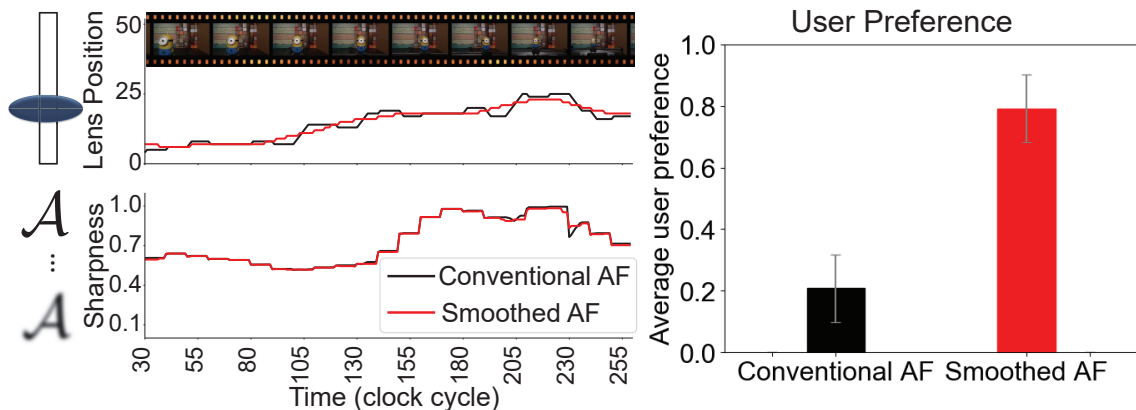 50
25
0
Lens Position
𝒜
...
𝒜
1.0
0.7
0.4
0.1
Sharpness
Conventional AF
Smoothed AF
30
55
80
105
130
155
180
205
230
255
Time (clock cycle)
User Preference
1.0
0.8
0.6
0.4
0.2
0.0
Average user preference
Conventional AF
Smoothed AF